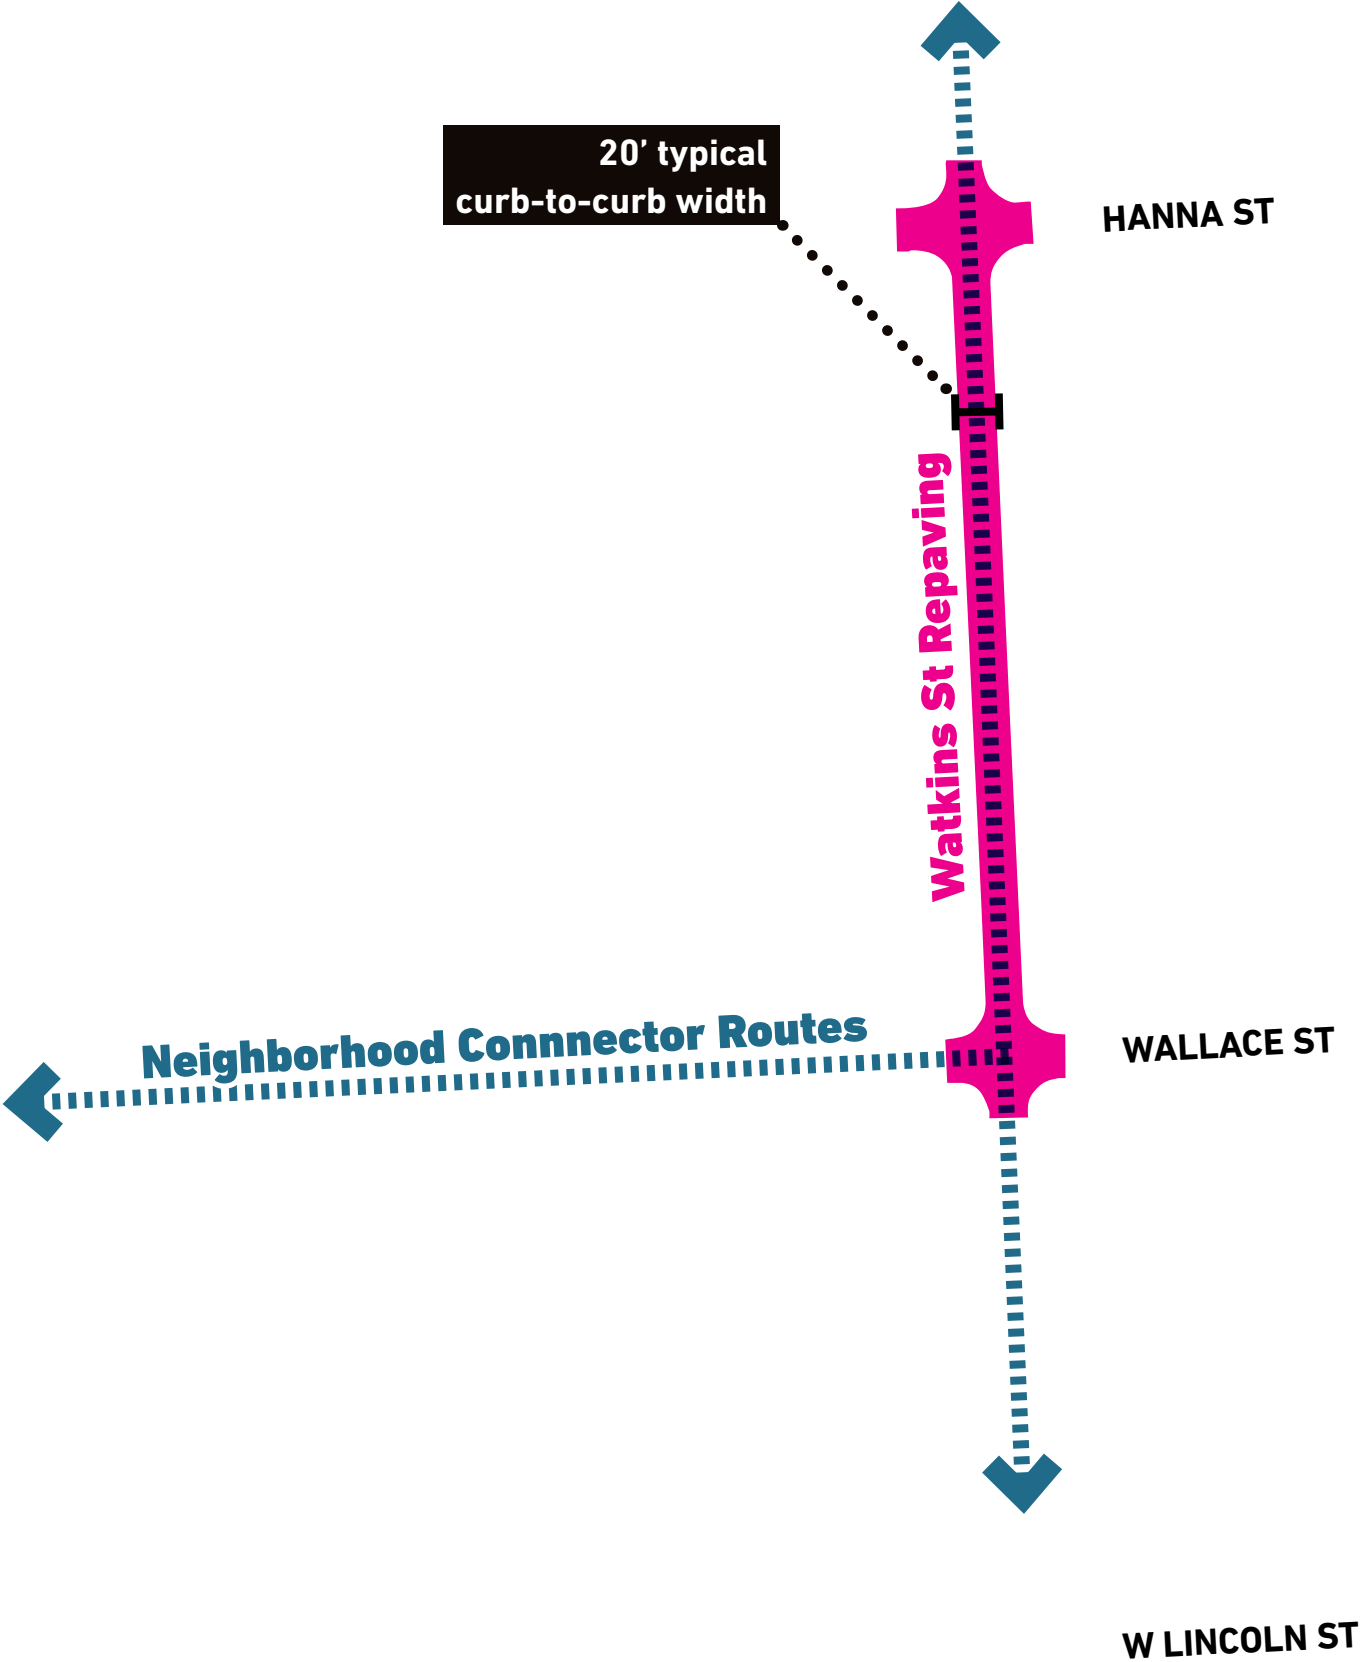 20’ typical
curb-to-curb width
HANNA ST
Watkins St Repaving
Neighborhood Connnector Routes
WALLACE ST
W LINCOLN ST